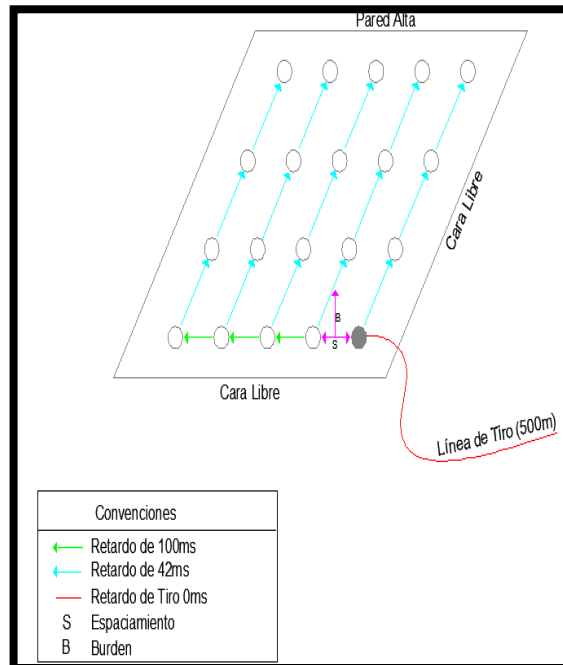 Pared Alta
Cara Libre
B
S
Cara Libre
Línea de Tiro (500m)
Convenciones
Retardo de 100ms
Retardo de 42ms
Retardo de Tiro 0ms
S Espaciamiento
B Burden